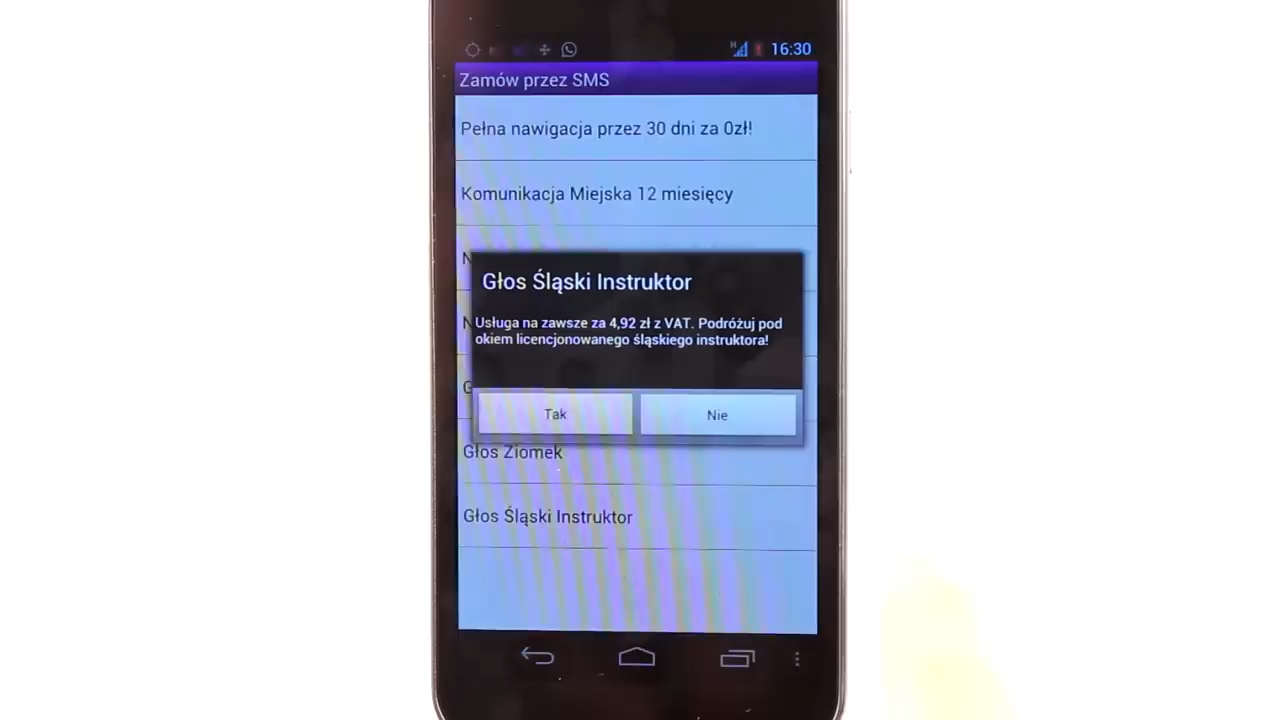 16:30
Zamów przez SMS
Pełna nawigacja przez 30 dni za 0zł!
Komunikacja Miejska 12 miesięcy
Głos Śląski Instruktor
Usługa na zawsze za 4,92 zł z VAT. Podróżuj pod
okiem licencjonowanego śląskiego instruktora!
Tak
Nie
Głos Ziomek
Głos Śląski Instruktor